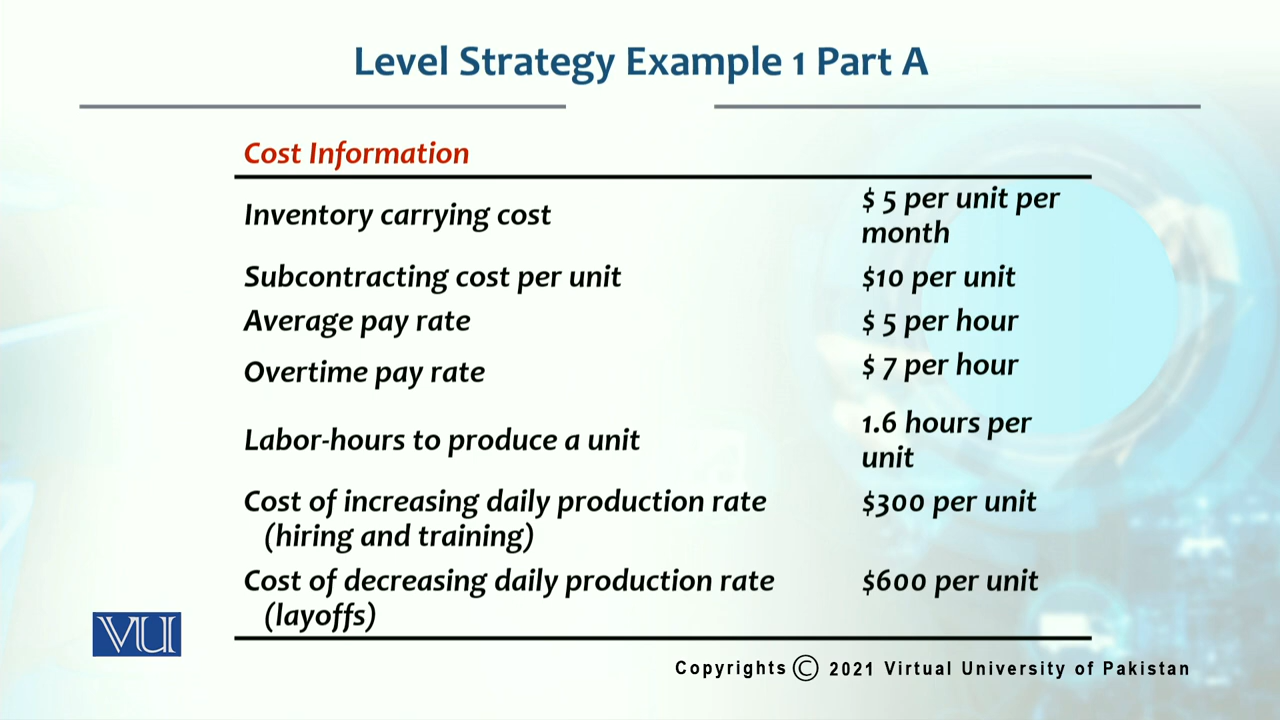 Level Strategy Example 1 Part A
Cost Information
Inventory carrying cost
$ 5 per unit per
month
Subcontracting cost per unit
$10 per unit
Average pay rate
$ 5 per hour
Overtime pay rate
$ 7 per hour
Labor-hours to produce a unit
1.6 hours per
unit
Cost of increasing daily production rate
(hiring and training)
$300 per unit
Cost of decreasing daily production rate
(layoffs)
$600 per unit
VU
Copyrights © 2021 Virtual University of Pakistan